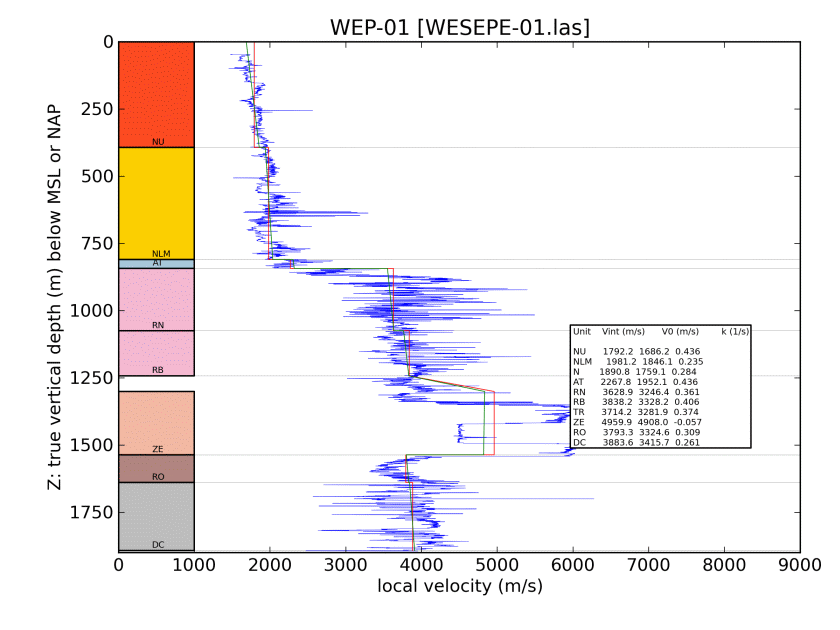 WEP-01 [WESEPE-01.las]
Z: true vertical depth (m) below MSL or NAP
0
250
500
750
1000
1250
1500
1750
NU
NLM
AT
RN
RB
ZE
RO
DC
Unit Vint (m/s) V0 (m/s) k (1/s)
NU 1792.2 1686.2 0.436
NLM 1981.2 1846.1 0.235
N 1890.8 1759.1 0.284
AT 2267.8 1952.1 0.436
RN 3628.9 3246.4 0.361
RB 3838.2 3328.2 0.406
TR 3714.2 3281.9 0.374
ZE 4959.9 4908.0 -0.057
RO 3793.3 3324.6 0.309
DC 3883.6 3415.7 0.261
0 1000 2000 3000 4000 5000 6000 7000 8000 9000
local velocity (m/s)